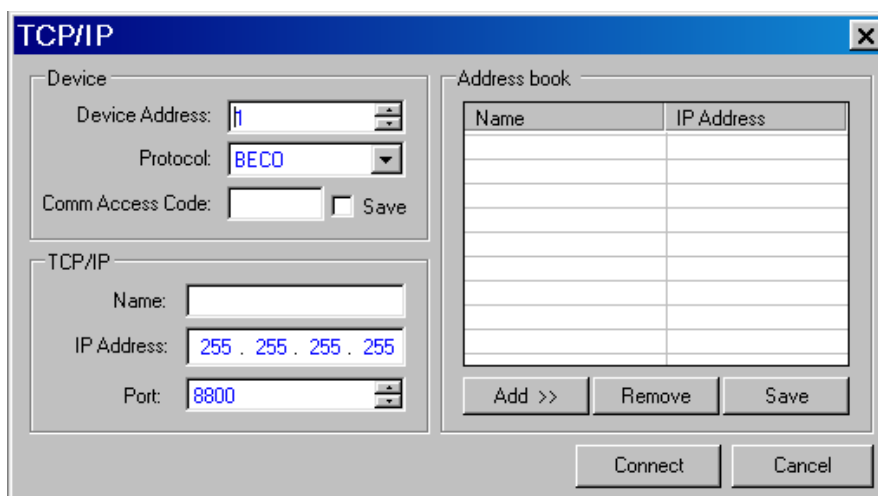 TCP/IP
Device
Device Address: 1
Protocol: BECO
Comm Access Code: Save
TCP/IP
Name:
IP Address: 255 . 255 . 255 . 255
Port: 8800
Address book
Name IP Address
Add >> Remove Save
Connect Cancel